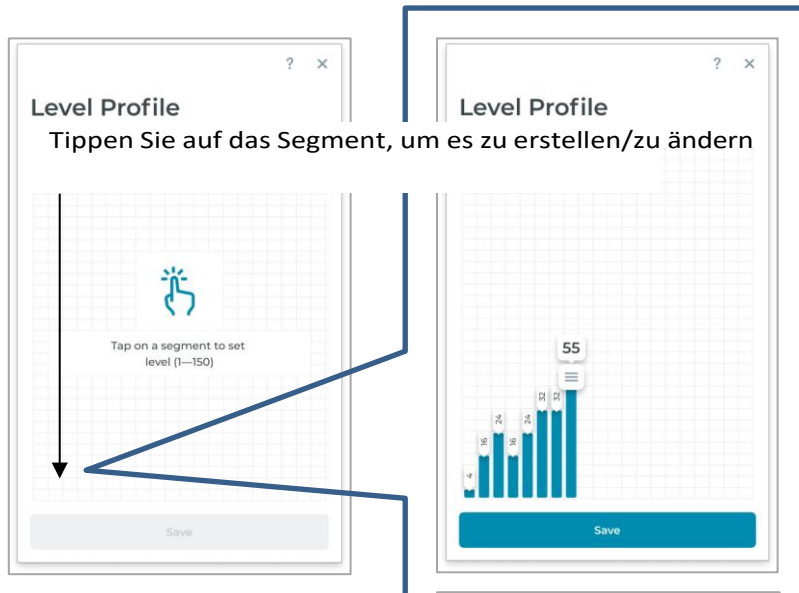 ? ×
Level Profile
? ×
Level Profile
Tippen Sie auf das Segment, um es zu erstellen/zu ändern
Tap on a segment to set
level (1—150)
Save
55
4
16
24
16
24
32
32
Save